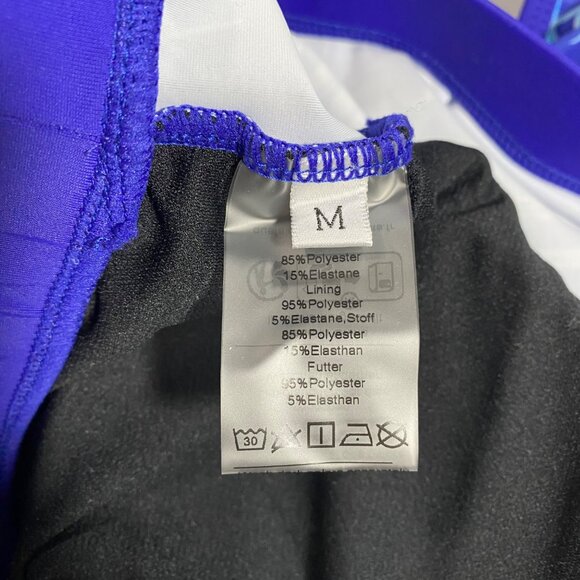 M
85%Polyester
15%Elastane
Lining
95%Polyester
5%Elastane,Stoff
85%Polyester
15%Elasthan
Futter
95%Polyester
5%Elasthan
30